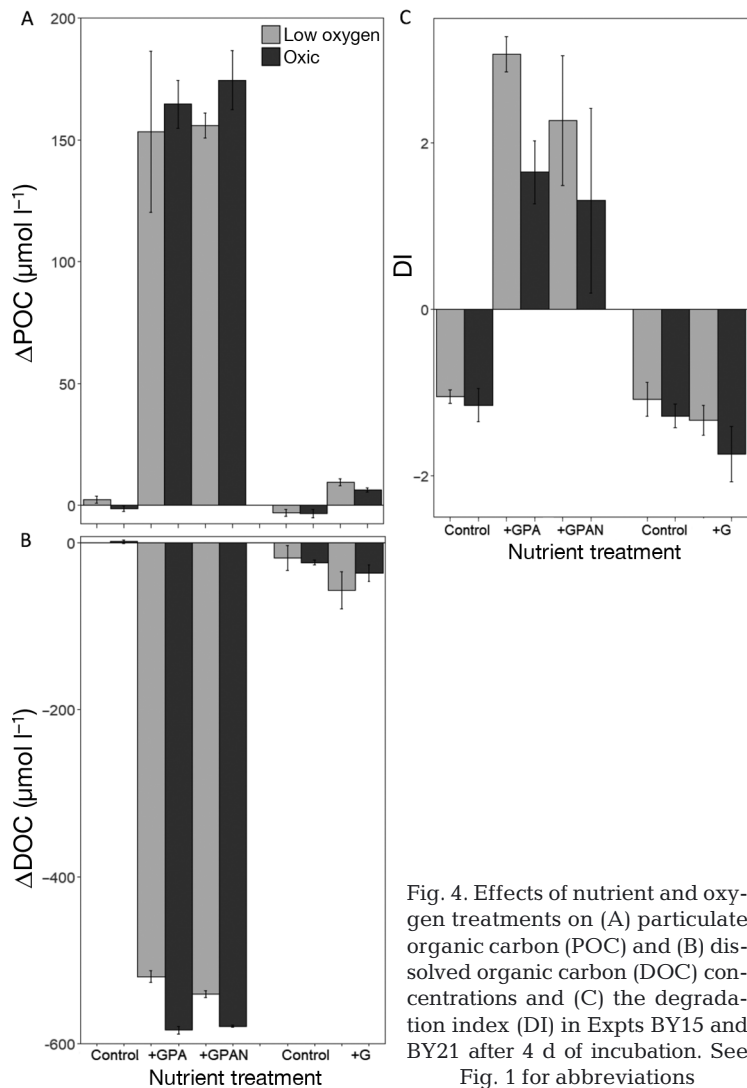 A
200
Low oxygen
Oxic
150
100
50
0
ΔPOC (µmol l⁻¹)
B
0
−200
−400
−600
ΔDOC (µmol l⁻¹)
Control +GPA +GPAN Control +G
Nutrient treatment
C
2
0
−2
DI
Control +GPA +GPAN Control +G
Nutrient treatment
Fig. 4. Effects of nutrient and oxy-
gen treatments on (A) particulate
organic carbon (POC) and (B) dis-
solved organic carbon (DOC) con-
centrations and (C) the degrada-
tion index (DI) in Expts BY15 and
BY21 after 4 d of incubation. See
Fig. 1 for abbreviations